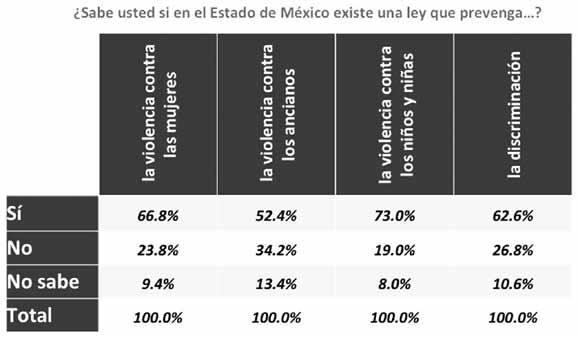 ¿Sabe usted si en el Estado de México existe una ley que prevenga...?
la violencia contra
las mujeres
la violencia contra
los ancianos
la violencia contra
los niños y niñas
la discriminación
Sí 66.8% 52.4% 73.0% 62.6%
No 23.8% 34.2% 19.0% 26.8%
No sabe 9.4% 13.4% 8.0% 10.6%
Total 100.0% 100.0% 100.0% 100.0%